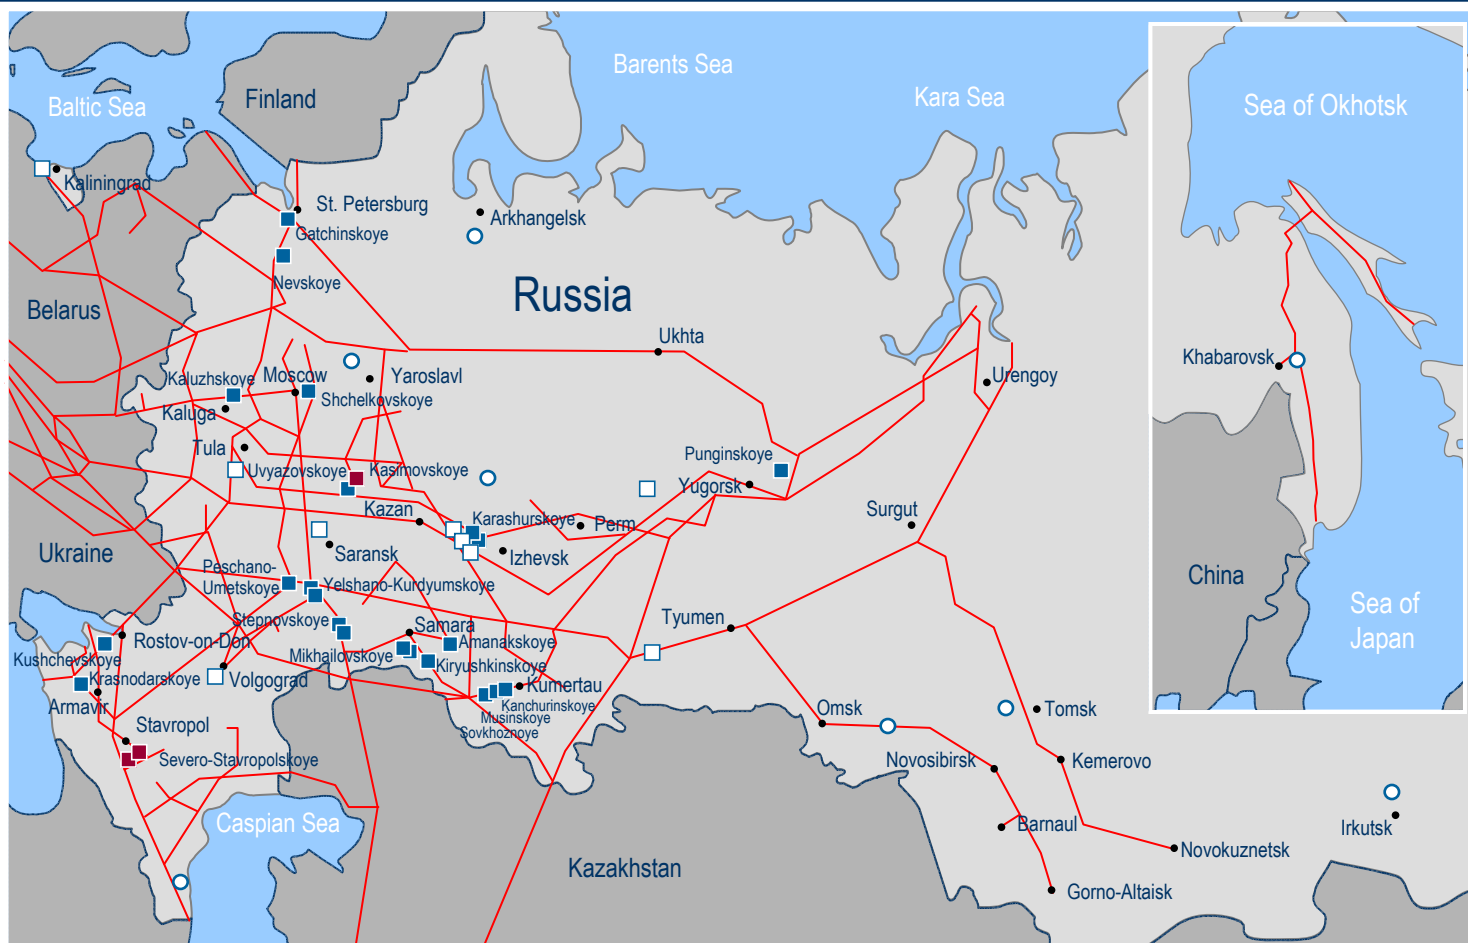 Barents Sea
Kara Sea
Baltic Sea
Finland
Sea of Okhotsk
Kaliningrad
St. Petersburg
Arkhangelsk
Gatchinskoye
Nevskoye
Russia
Belarus
Ukhta
Khabarovsk
Kaluzhskoye
Moscow
Yaroslavl
Urengoy
Shchelkovskoye
Kaluga
Tula
Uvyazovskoye
Kasimovskoye
Punginskoye
Yugorsk
Kazan
Karashurskoye
Perm
Surgut
Ukraine
Saransk
Izhevsk
China
Peschano-
Umetskoye
Yelshano-Kurdyumskoye
Sea of
Japan
Stepnovskoye
Samara
Tyumen
Rostov-on-Don
Amanakskoye
Kushchevskoye
Mikhailovskoye
Kiryushkinskoye
Krasnodarskoye
Volgograd
Kumertau
Armavir
Kanchurinskoye
Musinskoye
Sovkhoznoye
Omsk
Tomsk
Stavropol
Severo-Stavropolskoye
Novosibirsk
Kemerovo
Caspian Sea
Barnaul
Irkutsk
Novokuznetsk
Kazakhstan
Gorno-Altaisk